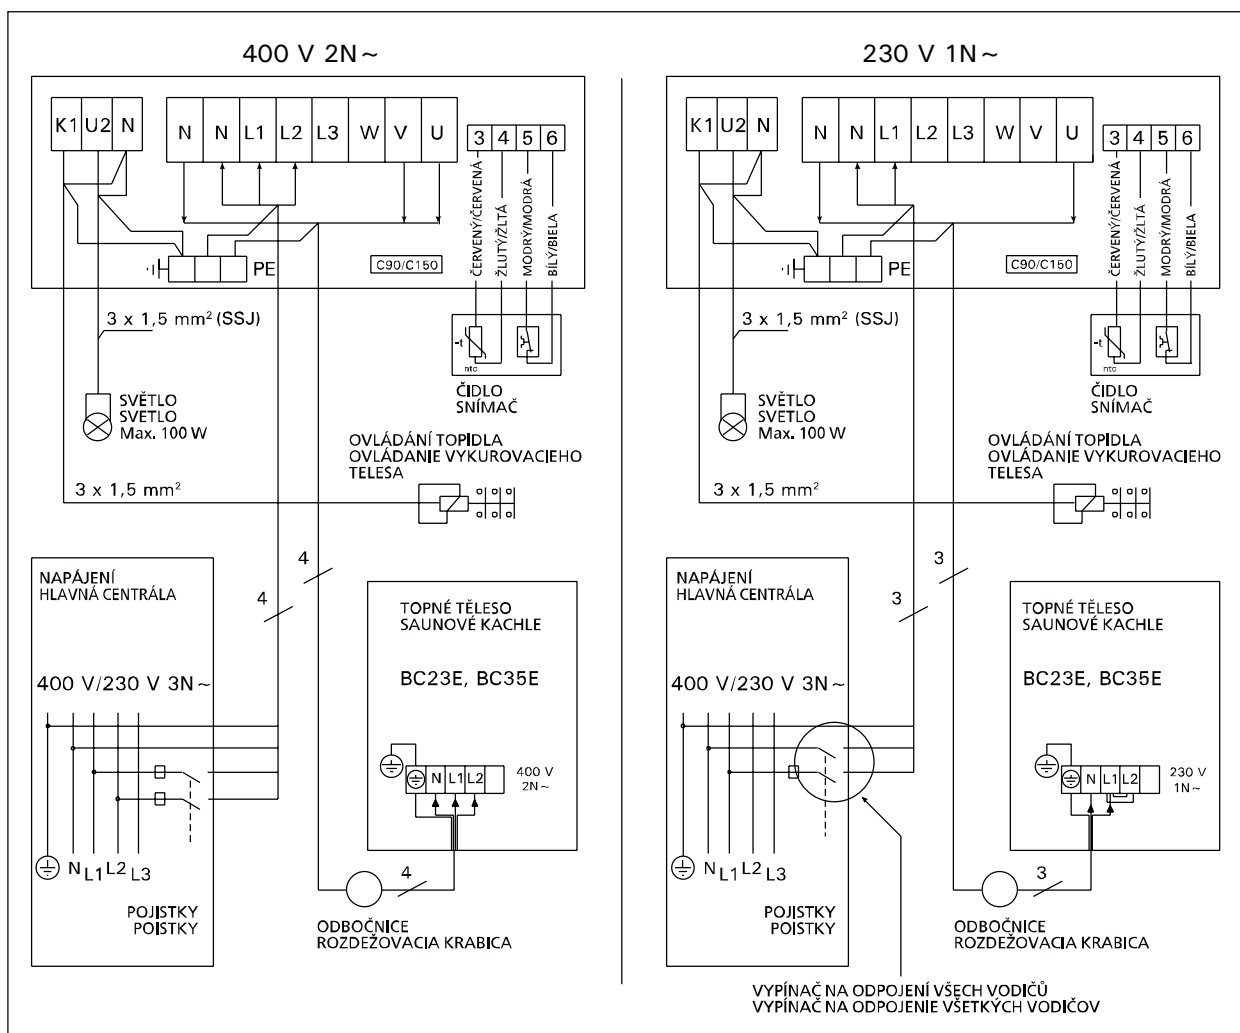 400 V 2N~
K1 U2 N
N N L1 L2 L3 W V U
3 4 5 6
ČERVENÝ/ČERVENÁ
ŽLUTÝ/ŽLTÁ
MODRÝ/MODRÁ
BÍLÝ/BIELA
PE
C90/C150
3 x 1,5 mm² (SSJ)
-t
ntc
ČIDLO
SNÍMAČ
SVĚTLO
SVETLO
Max. 100 W
OVLÁDÁNÍ TOPIDLA
OVLÁDANIE VYKUROVACIEHO
TELESA
3 x 1,5 mm²
4
4
NAPÁJENÍ
HLAVNÁ CENTRÁLA
400 V/230 V 3N~
N L1 L2 L3
POJISTKY
POISTKY
TOPNÉ TĚLESO
SAUNOVÉ KACHLE
BC23E, BC35E
N L1 L2
400 V
2N~
4
ODBOČNICE
ROZDEŽOVACIA KRABICA
230 V 1N~
K1 U2 N
N N L1 L2 L3 W V U
3 4 5 6
ČERVENÝ/ČERVENÁ
ŽLUTÝ/ŽLTÁ
MODRÝ/MODRÁ
BÍLÝ/BIELA
PE
C90/C150
3 x 1,5 mm² (SSJ)
-t
ntc
ČIDLO
SNÍMAČ
SVĚTLO
SVETLO
Max. 100 W
OVLÁDÁNÍ TOPIDLA
OVLÁDANIE VYKUROVACIEHO
TELESA
3 x 1,5 mm²
3
3
NAPÁJENÍ
HLAVNÁ CENTRÁLA
400 V/230 V 3N~
N L1 L2 L3
POJISTKY
POISTKY
TOPNÉ TĚLESO
SAUNOVÉ KACHLE
BC23E, BC35E
N L1 L2
230 V
1N~
3
ODBOČNICE
ROZDEŽOVACIA KRABICA
VYPÍNAČ NA ODPOJENÍ VŠECH VODIČŮ
VYPÍNAČ NA ODPOJENIE VŠETKÝCH VODIČOV